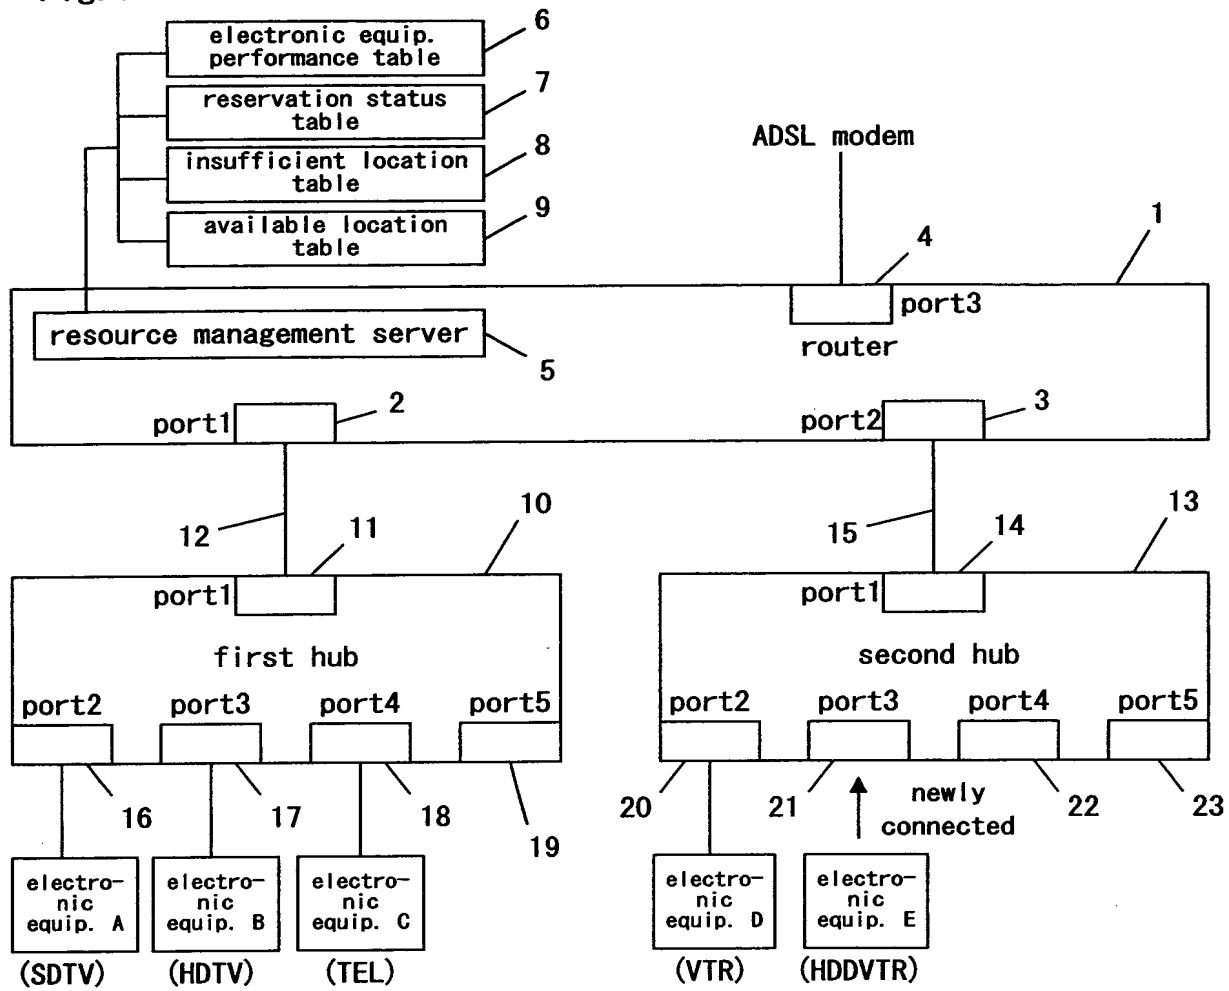 electronic equip.
performance table
6
reservation status
table
7
insufficient location
table
8
available location
table
9
ADSL modem
1
4
port3
router
resource management server
5
port1
2
port2
3
12
11
10
port1
first hub
port2
port3
port4
port5
15
14
13
port1
second hub
port2
port3
port4
port5
16
17
18
19
20
21
newly
connected
22
23
electro-
nic
equip. A
(SDTV)
electro-
nic
equip. B
(HDTV)
electro-
nic
equip. C
(TEL)
electro-
nic
equip. D
(VTR)
electro-
nic
equip. E
(HDDVTR)